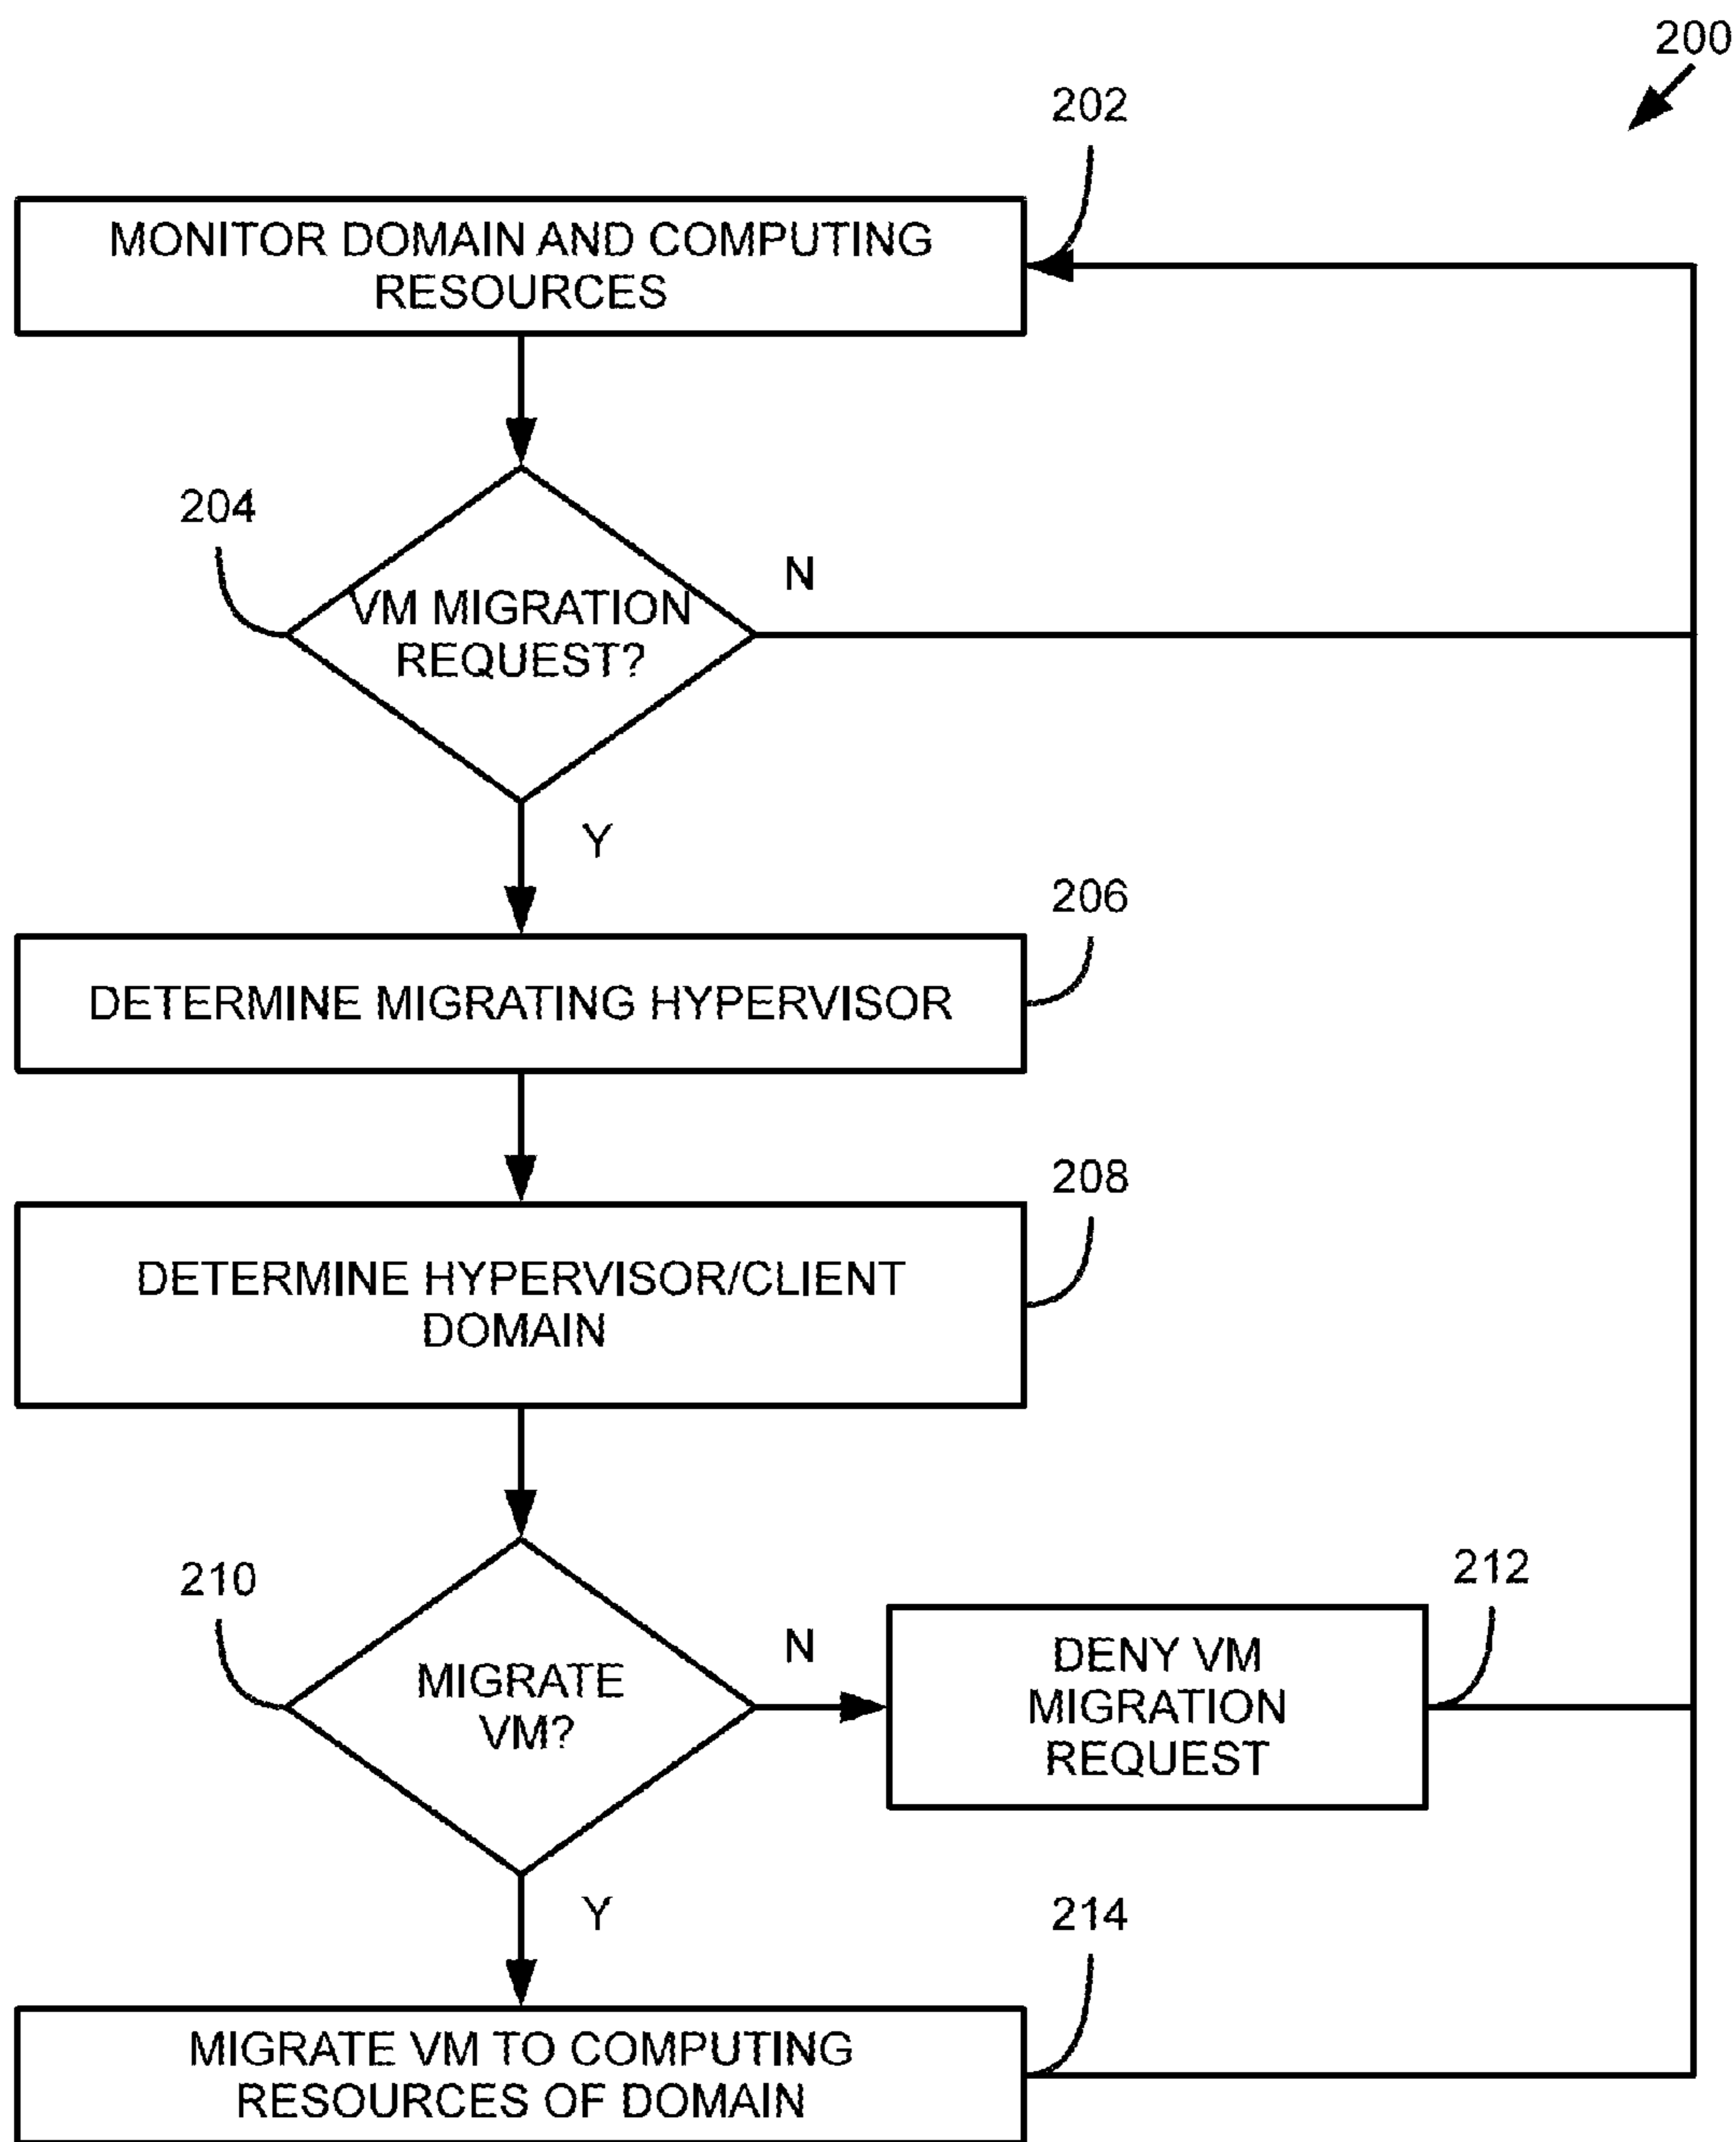 200
202
MONITOR DOMAIN AND COMPUTING
RESOURCES
204
VM MIGRATION
REQUEST?
N
Y
206
DETERMINE MIGRATING HYPERVISOR
208
DETERMINE HYPERVISOR/CLIENT
DOMAIN
210
MIGRATE
VM?
N
212
DENY VM
MIGRATION
REQUEST
Y
214
MIGRATE VM TO COMPUTING
RESOURCES OF DOMAIN